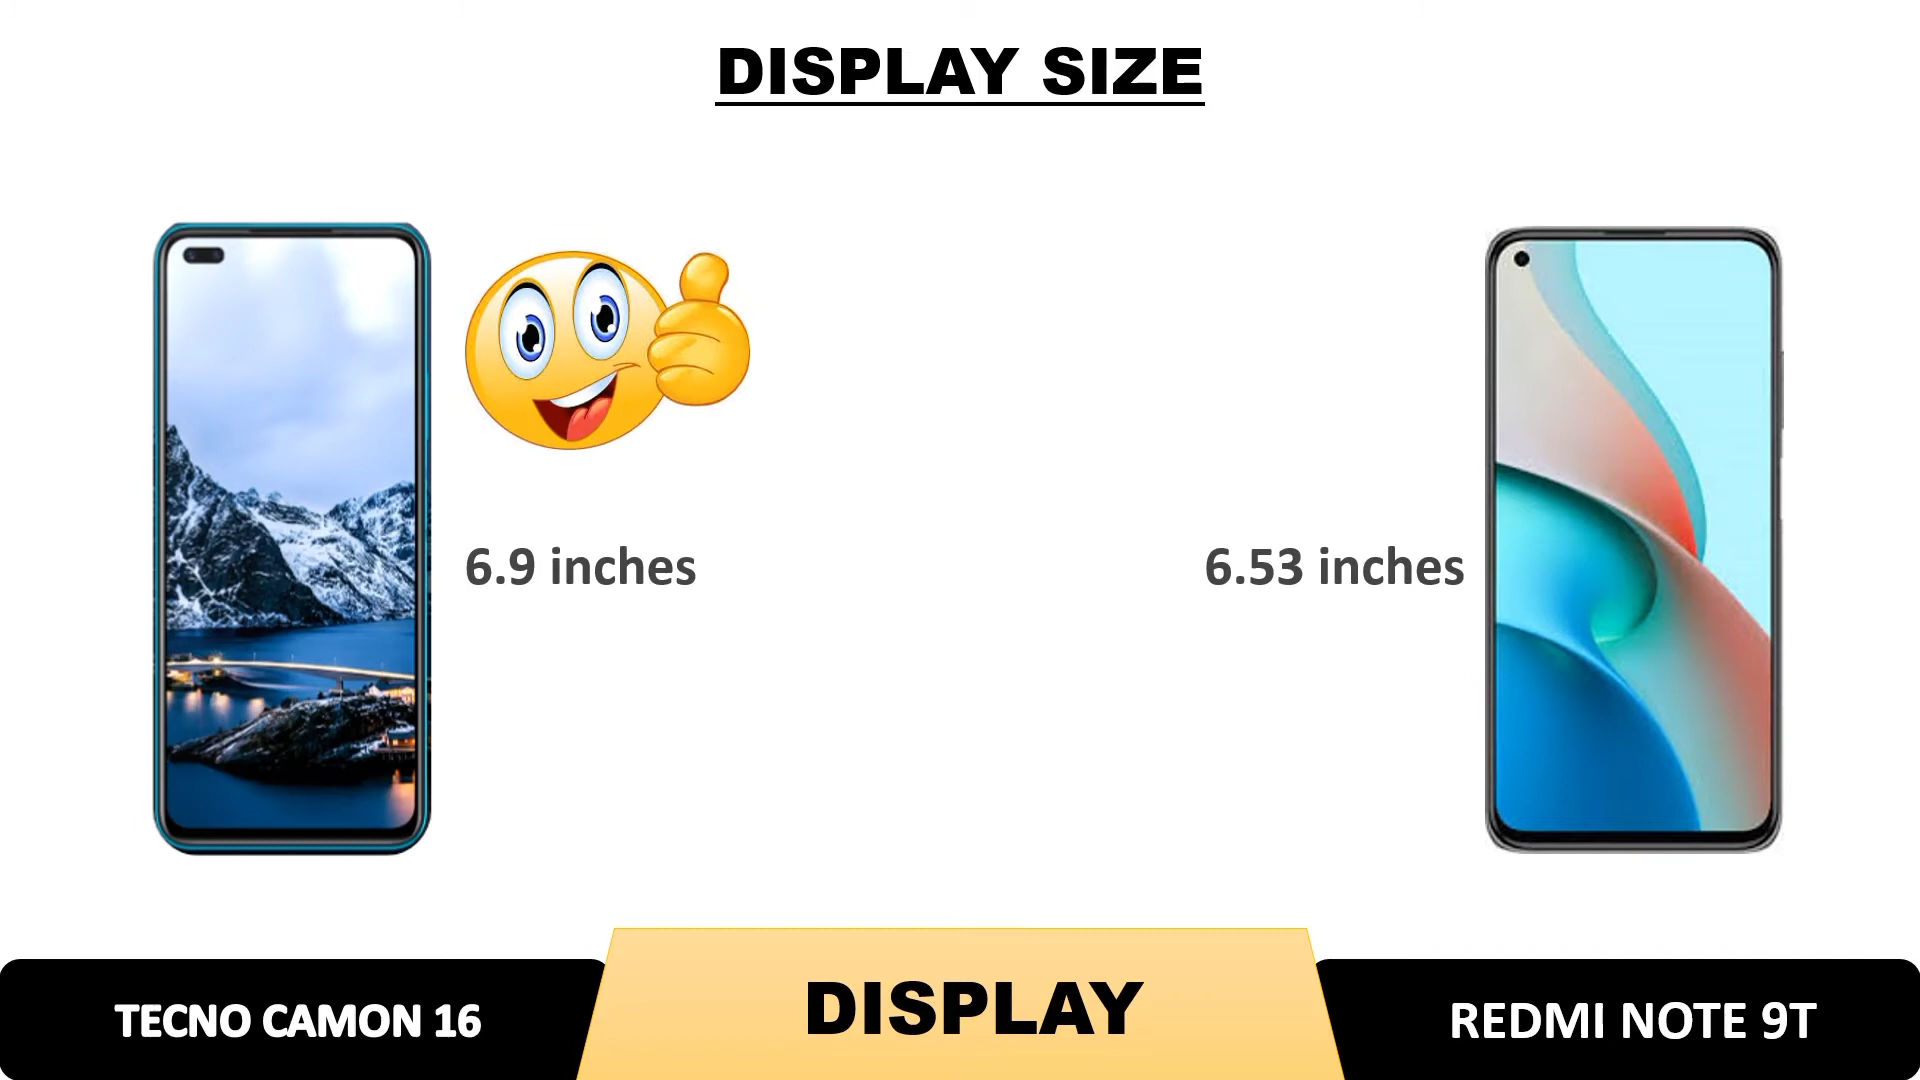 DISPLAY SIZE
6.9 inches
6.53 inches
TECNO CAMON 16
DISPLAY
REDMI NOTE 9T